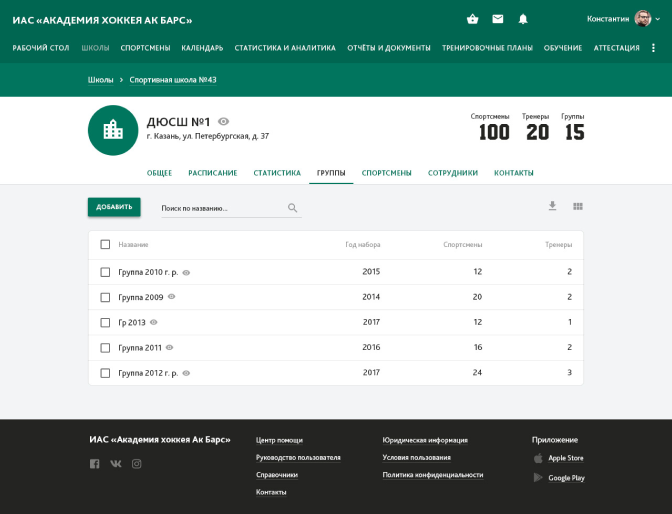 ИАС «АКАДЕМИЯ ХОККЕЯ АК БАРС»
Константин
РАБОЧИЙ СТОЛ ШКОЛЫ СПОРТСМЕНЫ КАЛЕНДАРЬ СТАТИСТИКА И АНАЛИТИКА ОТЧЁТЫ И ДОКУМЕНТЫ ТРЕНИРОВОЧНЫЕ ПЛАНЫ ОБУЧЕНИЕ АТТЕСТАЦИЯ
Школы > Спортивная школа №43
ДЮСШ №1
г. Казань, ул. Петербургская, д. 37
Спортсмены Тренеры Группы
100 20 15
ОБЩЕЕ РАСПИСАНИЕ СТАТИСТИКА ГРУППЫ СПОРТСМЕНЫ СОТРУДНИКИ КОНТАКТЫ
ДОБАВИТЬ Поиск по названию...
Название Год набора Спортсмены Тренеры
Группа 2010 г. р. 2015 12 2
Группа 2009 2014 20 2
Гр 2013 2017 12 1
Группа 2011 2016 16 2
Группа 2012 г. р. 2017 24 3
ИАС «Академия хоккея Ак Барс»
Центр помощи
Руководство пользователя
Справочники
Контакты
Юридическая информация
Условия пользования
Политика конфиденциальности
Приложение
Apple Store
Google Play